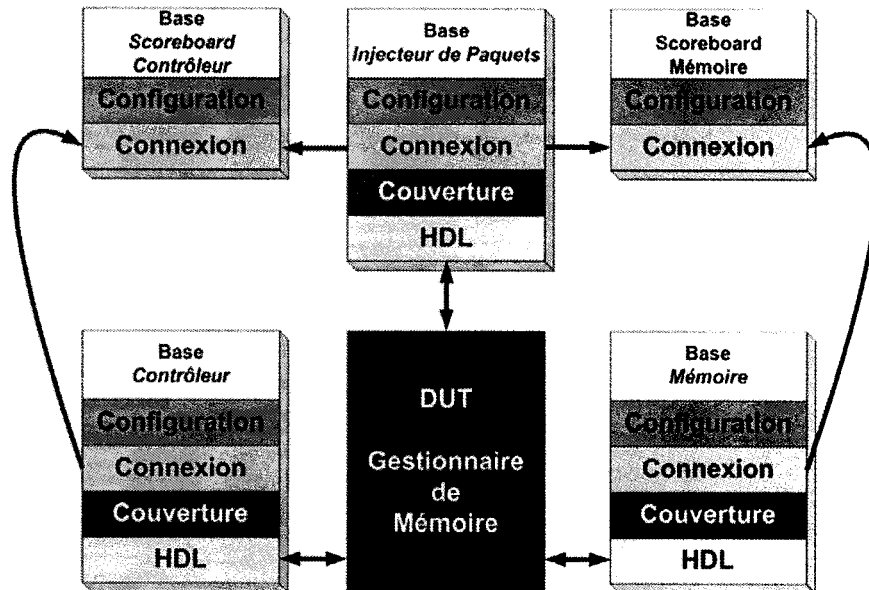 Base
Scoreboard
Contrôleur
Configuration
Connexion
Base
Injecteur de Paquets
Configuration
Connexion
Couverture
HDL
Base
Scoreboard
Mémoire
Configuration
Connexion
Base
Contrôleur
Configuration
Connexion
Couverture
HDL
DUT
Gestionnaire
de
Mémoire
Base
Mémoire
Configuration
Connexion
Couverture
HDL